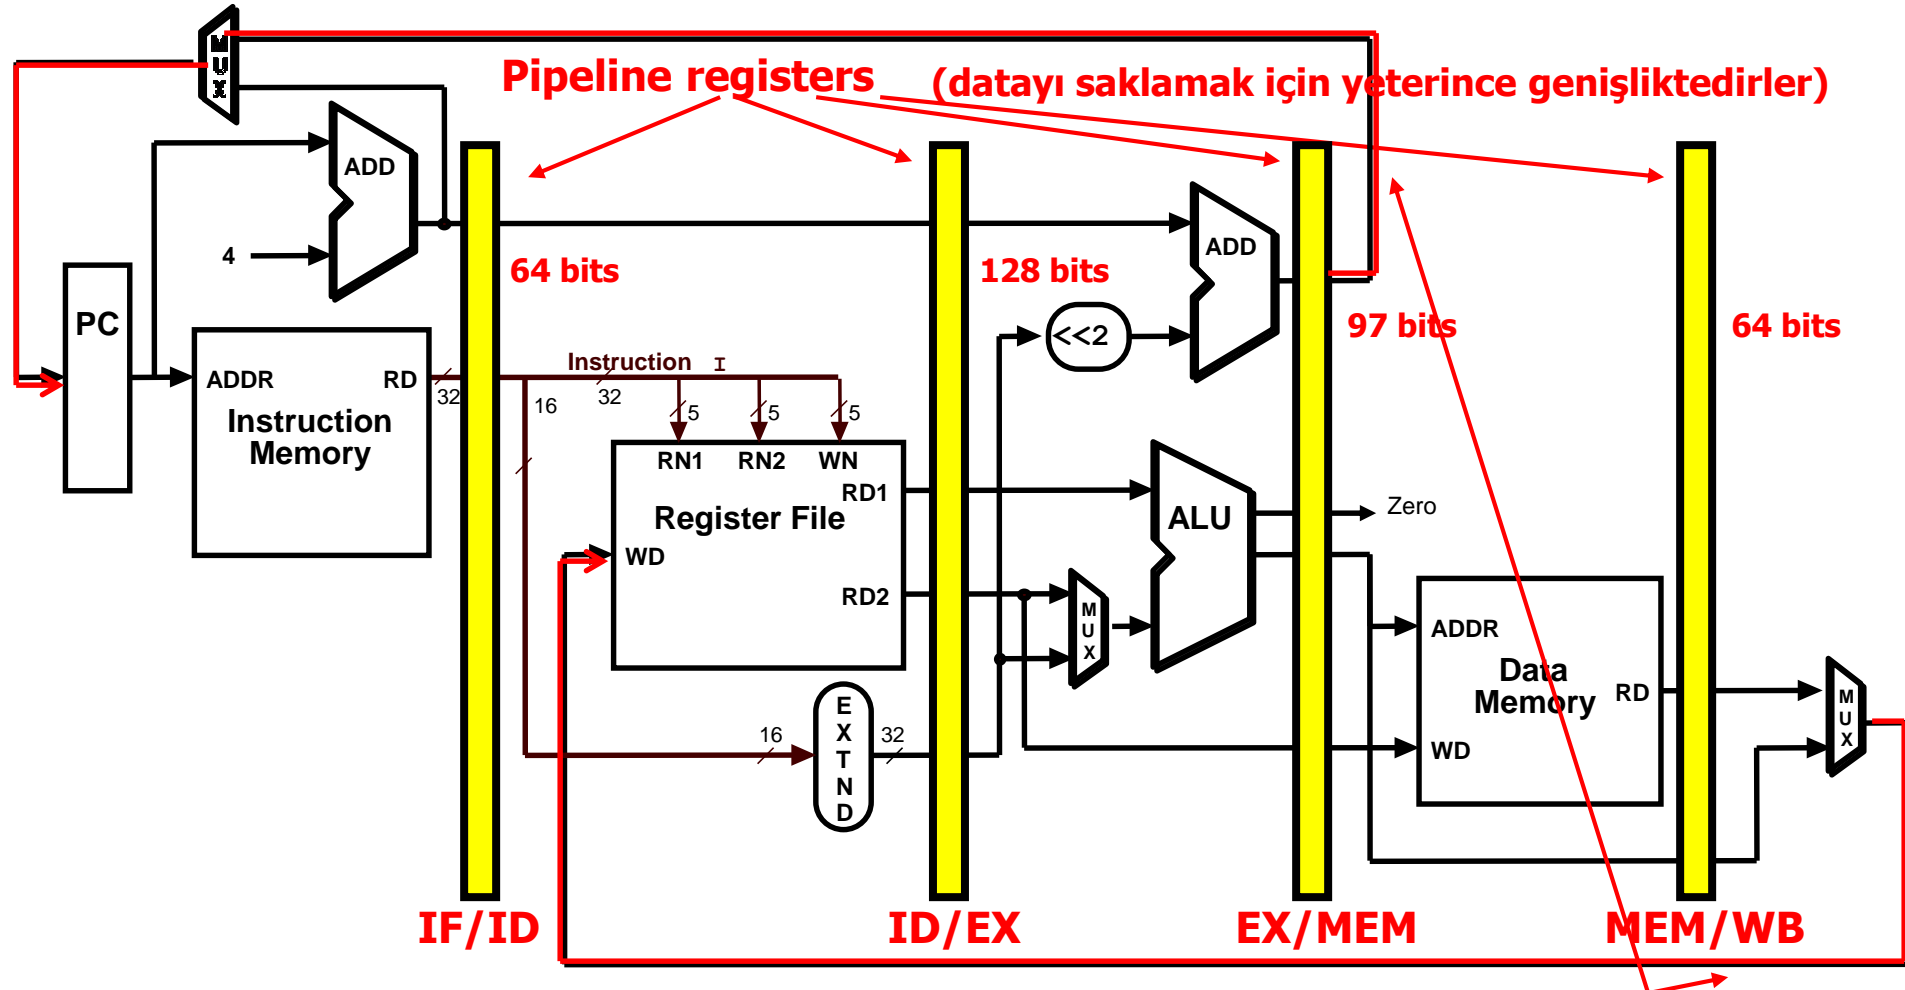 MUX
Pipeline registers (datayı saklamak için yeterince genişliktedirler)
ADD
4
64 bits
128 bits
ADD
<<2
97 bits
64 bits
PC
ADDR
RD
32
Instruction
Memory
Instruction I
16
32
5
5
5
RN1
RN2
WN
RD1
Register File
WD
RD2
ALU
Zero
MUX
EXTND
16
32
ADDR
Data
Memory
RD
WD
MUX
IF/ID
ID/EX
EX/MEM
MEM/WB